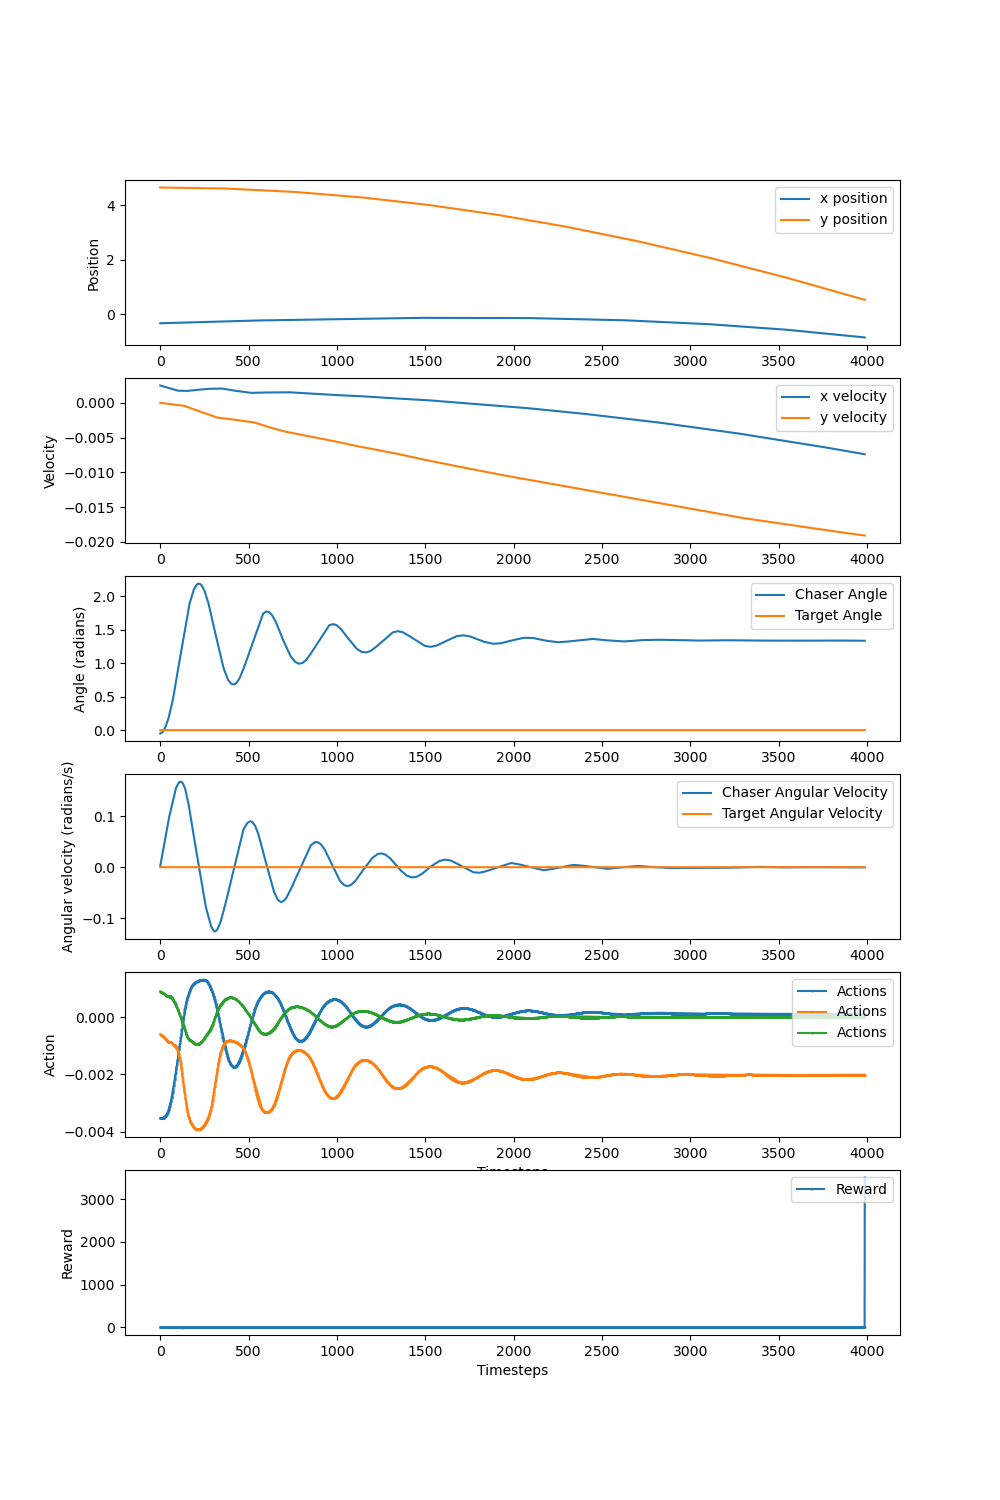 x position
y position
Position
4
2
0
0 500 1000 1500 2000 2500 3000 3500 4000
x velocity
y velocity
Velocity
0.000
−0.005
−0.010
−0.015
−0.020
0 500 1000 1500 2000 2500 3000 3500 4000
Chaser Angle
Target Angle
Angle (radians)
2.0
1.5
1.0
0.5
0.0
0 500 1000 1500 2000 2500 3000 3500 4000
Chaser Angular Velocity
Target Angular Velocity
Angular velocity (radians/s)
0.1
0.0
−0.1
0 500 1000 1500 2000 2500 3000 3500 4000
Actions
Actions
Actions
Action
0.000
−0.002
−0.004
0 500 1000 1500 2000 2500 3000 3500 4000
Timesteps
Reward
Reward
3000
2000
1000
0
0 500 1000 1500 2000 2500 3000 3500 4000
Timesteps